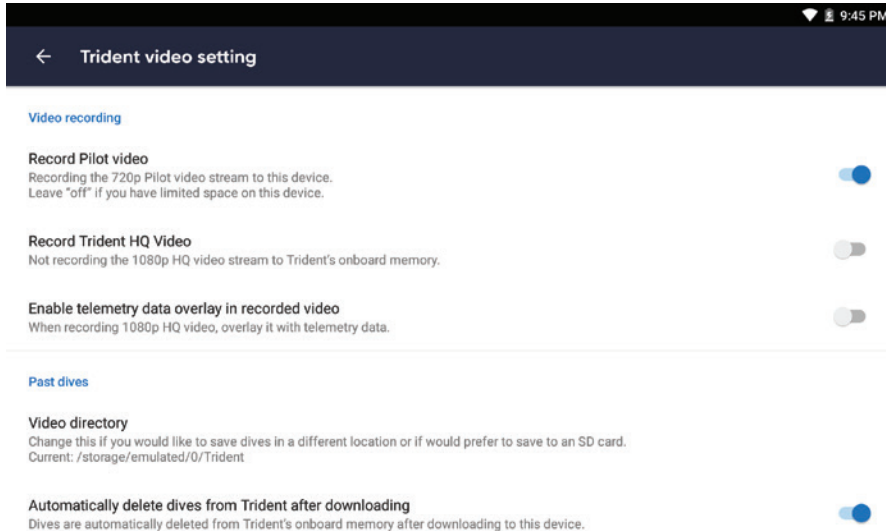 9:45 PM
Trident video setting
Video recording
Record Pilot video
Recording the 720p Pilot video stream to this device.
Leave "off" if you have limited space on this device.
Record Trident HQ Video
Not recording the 1080p HQ video stream to Trident's onboard memory.
Enable telemetry data overlay in recorded video
When recording 1080p HQ video, overlay it with telemetry data.
Past dives
Video directory
Change this if you would like to save dives in a different location or if would prefer to save to an SD card.
Current: /storage/emulated/0/Trident
Automatically delete dives from Trident after downloading
Dives are automatically deleted from Trident's onboard memory after downloading to this device.